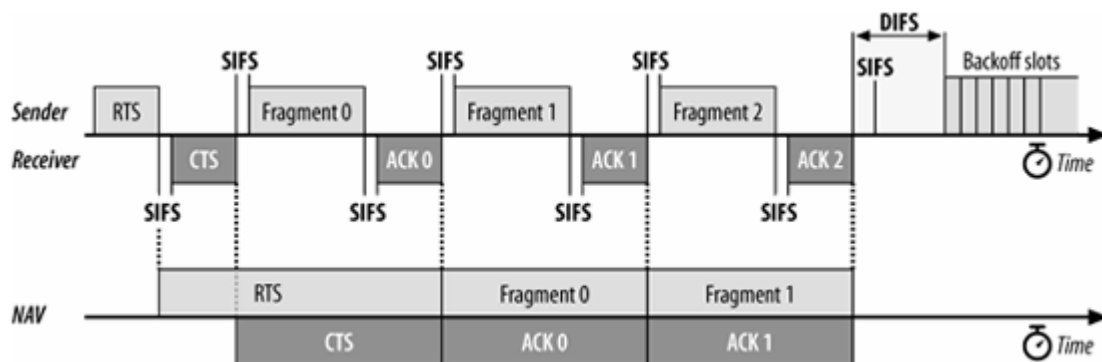 DIFS
SIFS SIFS SIFS SIFS Backoff slots
Sender RTS Fragment 0 Fragment 1 Fragment 2
Receiver CTS ACK 0 ACK 1 ACK 2 Time
SIFS SIFS SIFS SIFS
RTS Fragment 0 Fragment 1
NAV
CTS ACK 0 ACK 1 Time